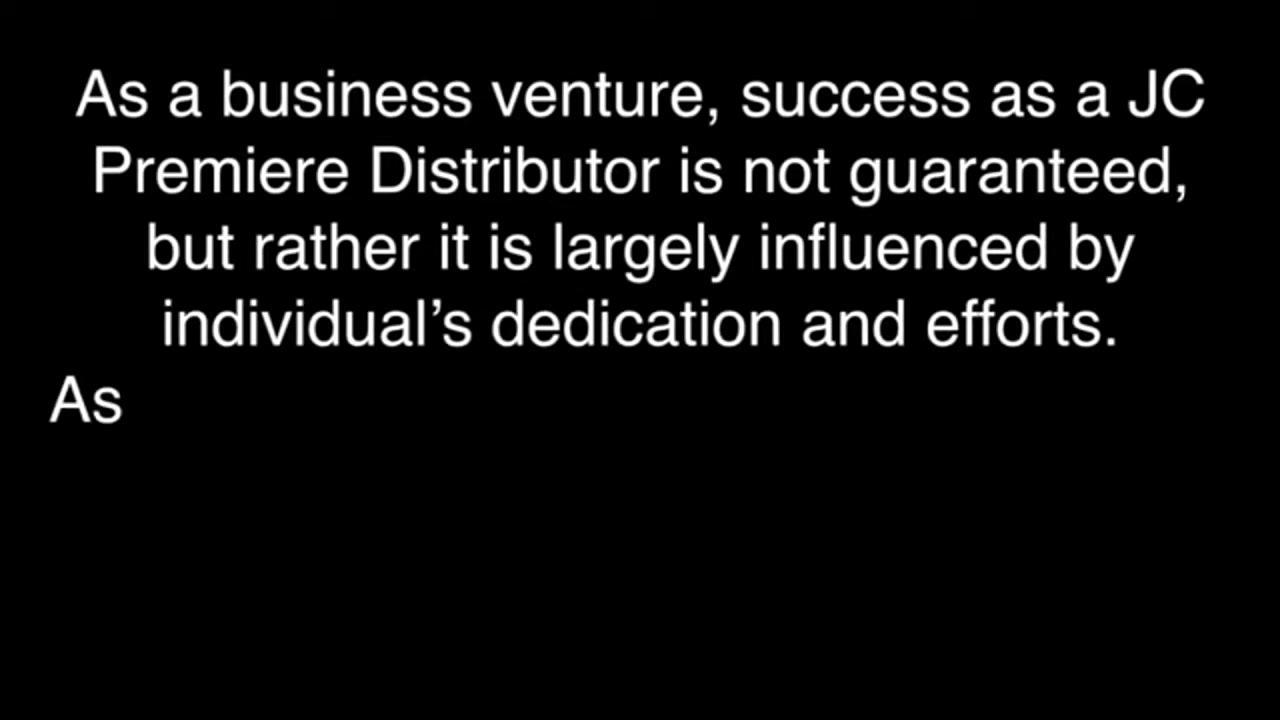 As a business venture, success as a JC
Premiere Distributor is not guaranteed,
but rather it is largely influenced by
individual’s dedication and efforts.
As